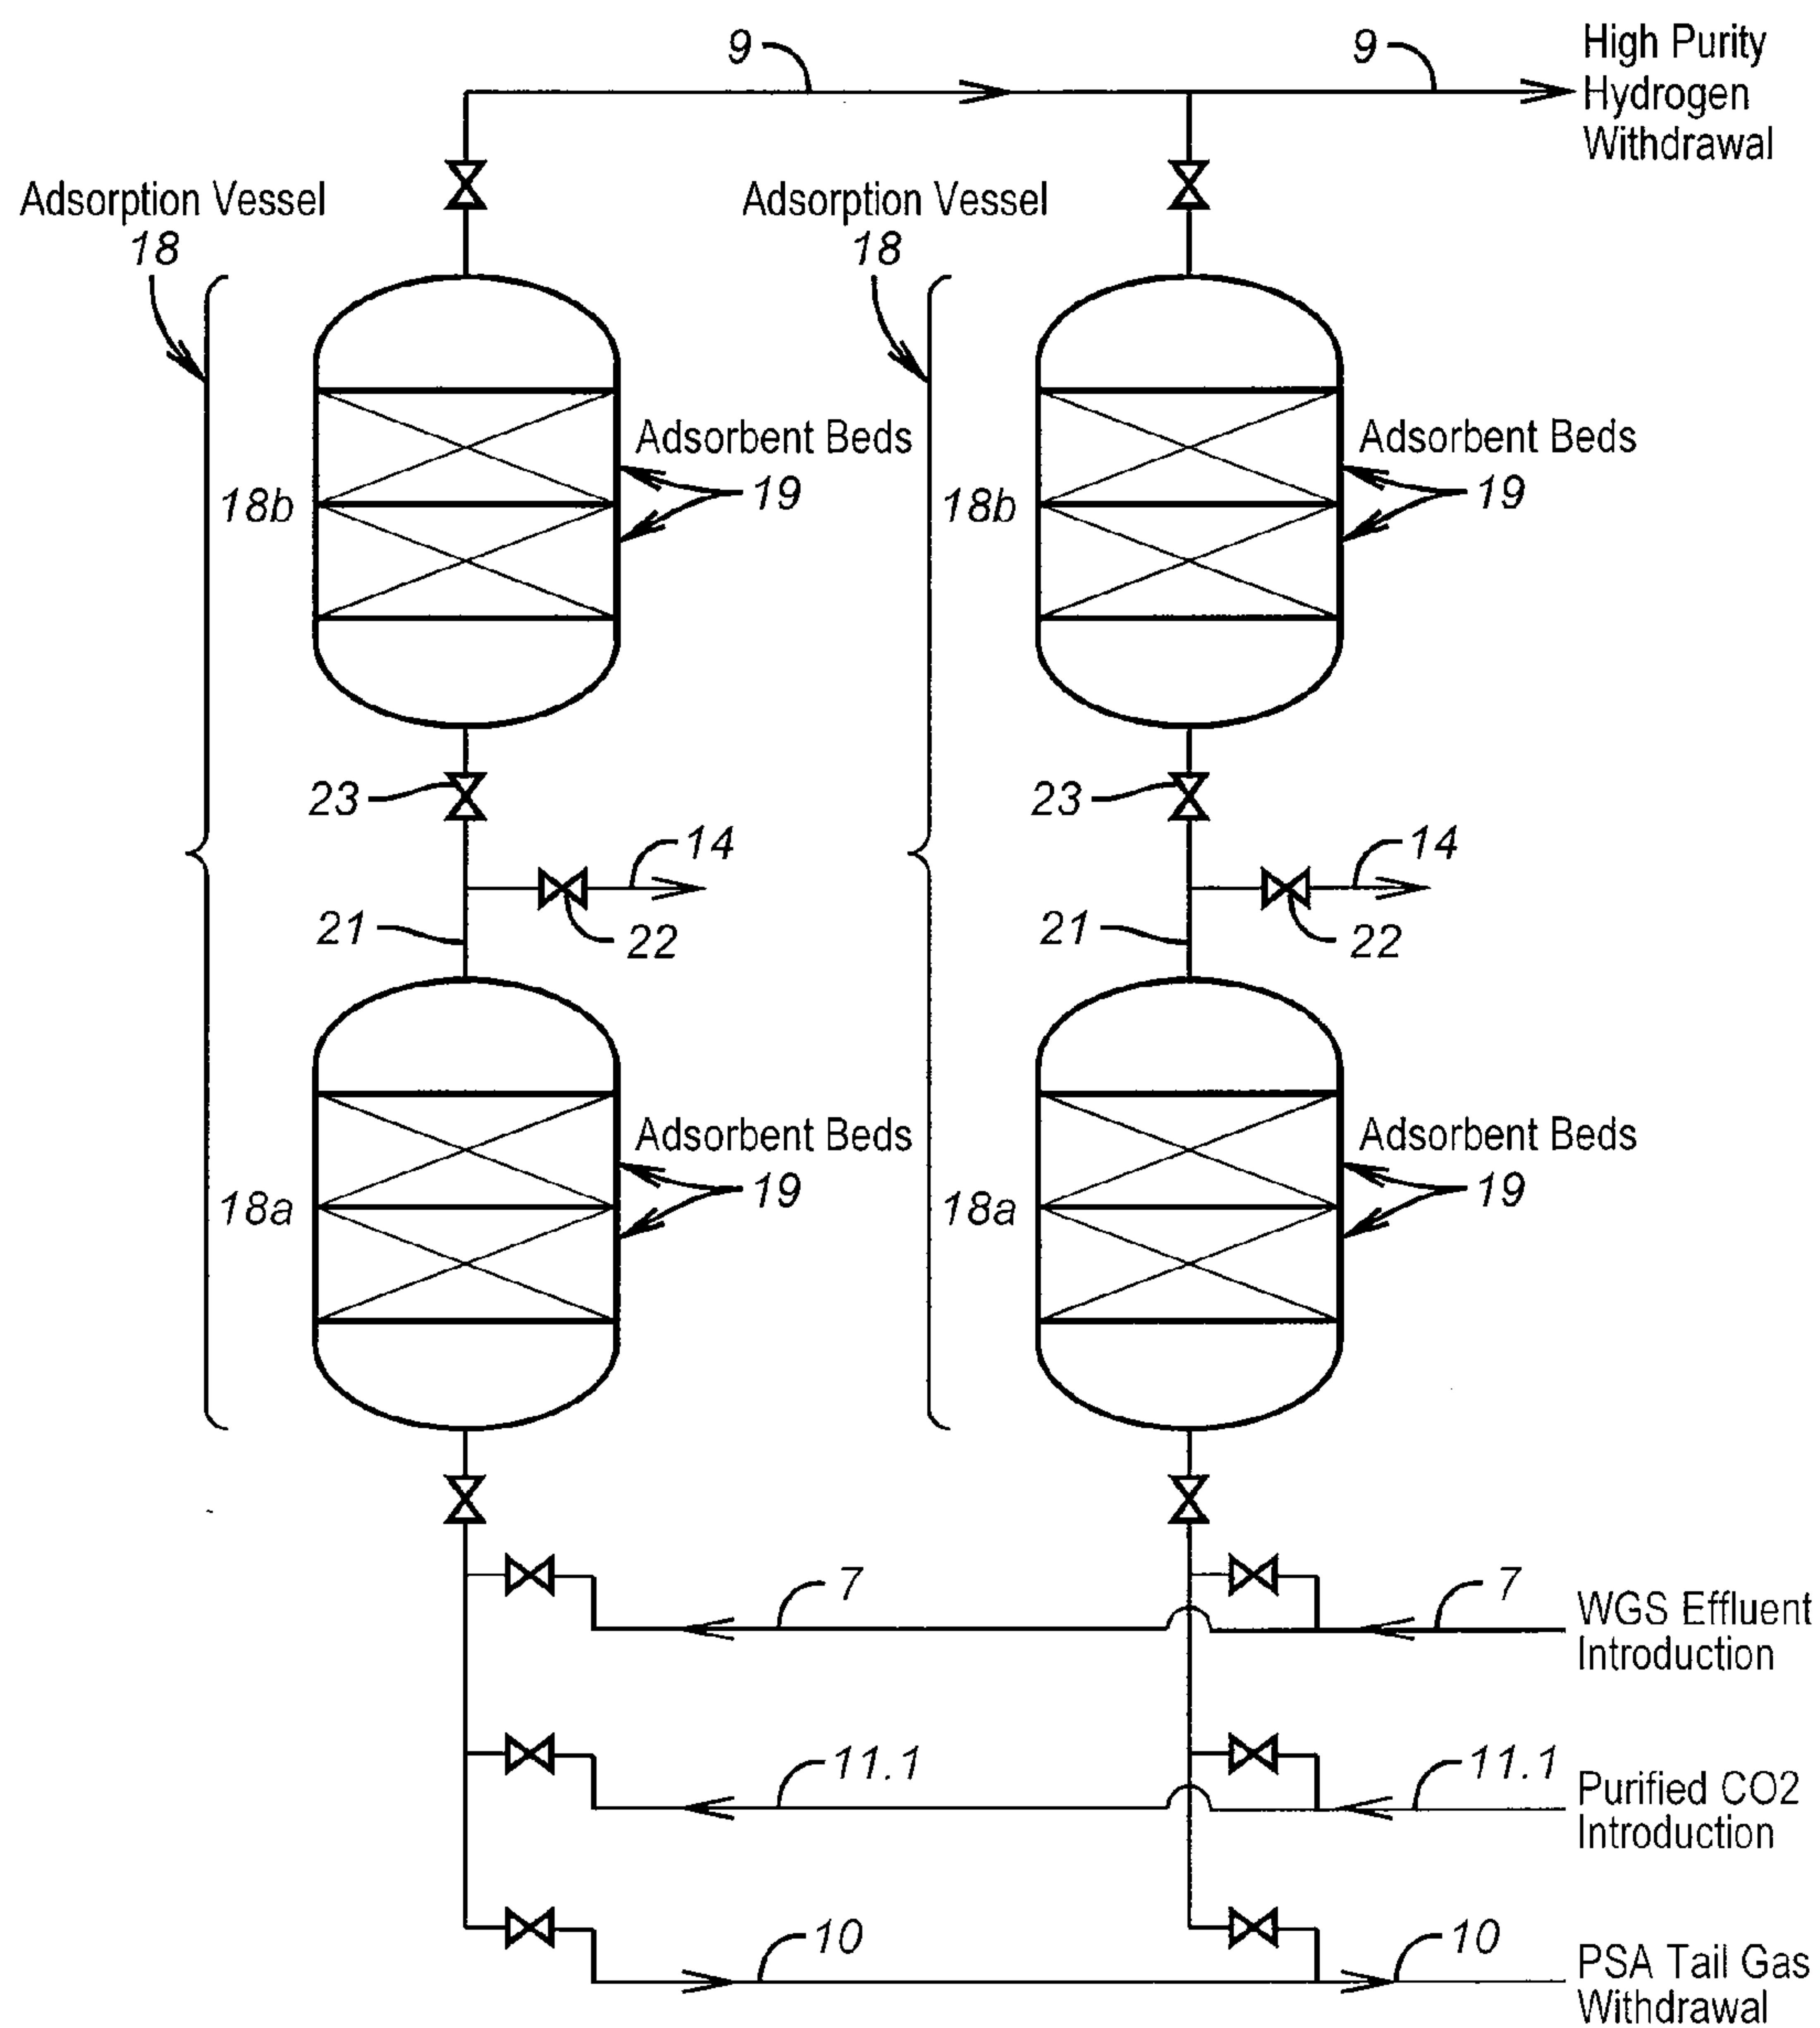 9
9
High Purity
Hydrogen
Withdrawal
Adsorption Vessel
18
Adsorption Vessel
18
Adsorbent Beds
19
18b
Adsorbent Beds
19
18b
23
14
22
21
23
14
22
21
Adsorbent Beds
19
18a
Adsorbent Beds
19
18a
7
7
WGS Effluent
Introduction
11.1
11.1
Purified CO2
Introduction
10
10
PSA Tail Gas
Withdrawal